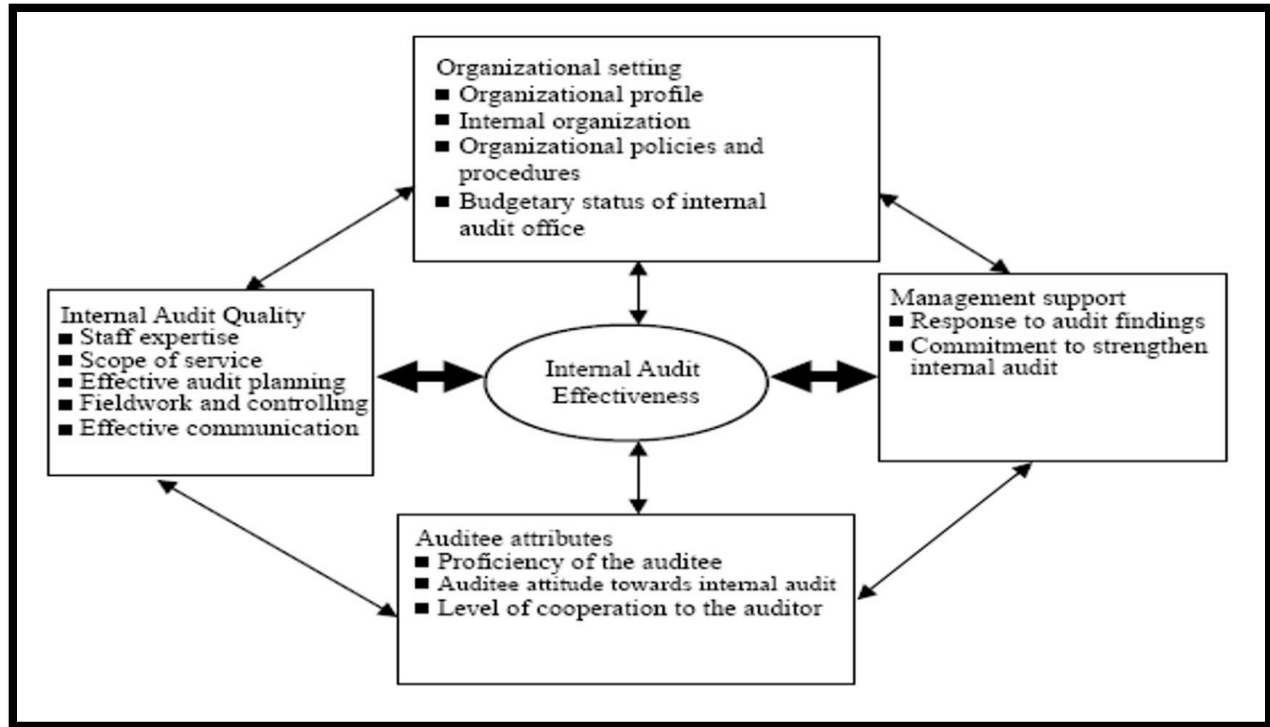 Organizational setting
■ Organizational profile
■ Internal organization
■ Organizational policies and
procedures
■ Budgetary status of internal
audit office
Internal Audit Quality
■ Staff expertise
■ Scope of service
■ Effective audit planning
■ Fieldwork and controlling
■ Effective communication
Internal Audit
Effectiveness
Management support
■ Response to audit findings
■ Commitment to strengthen
internal audit
Auditee attributes
■ Proficiency of the auditee
■ Auditee attitude towards internal audit
■ Level of cooperation to the auditor